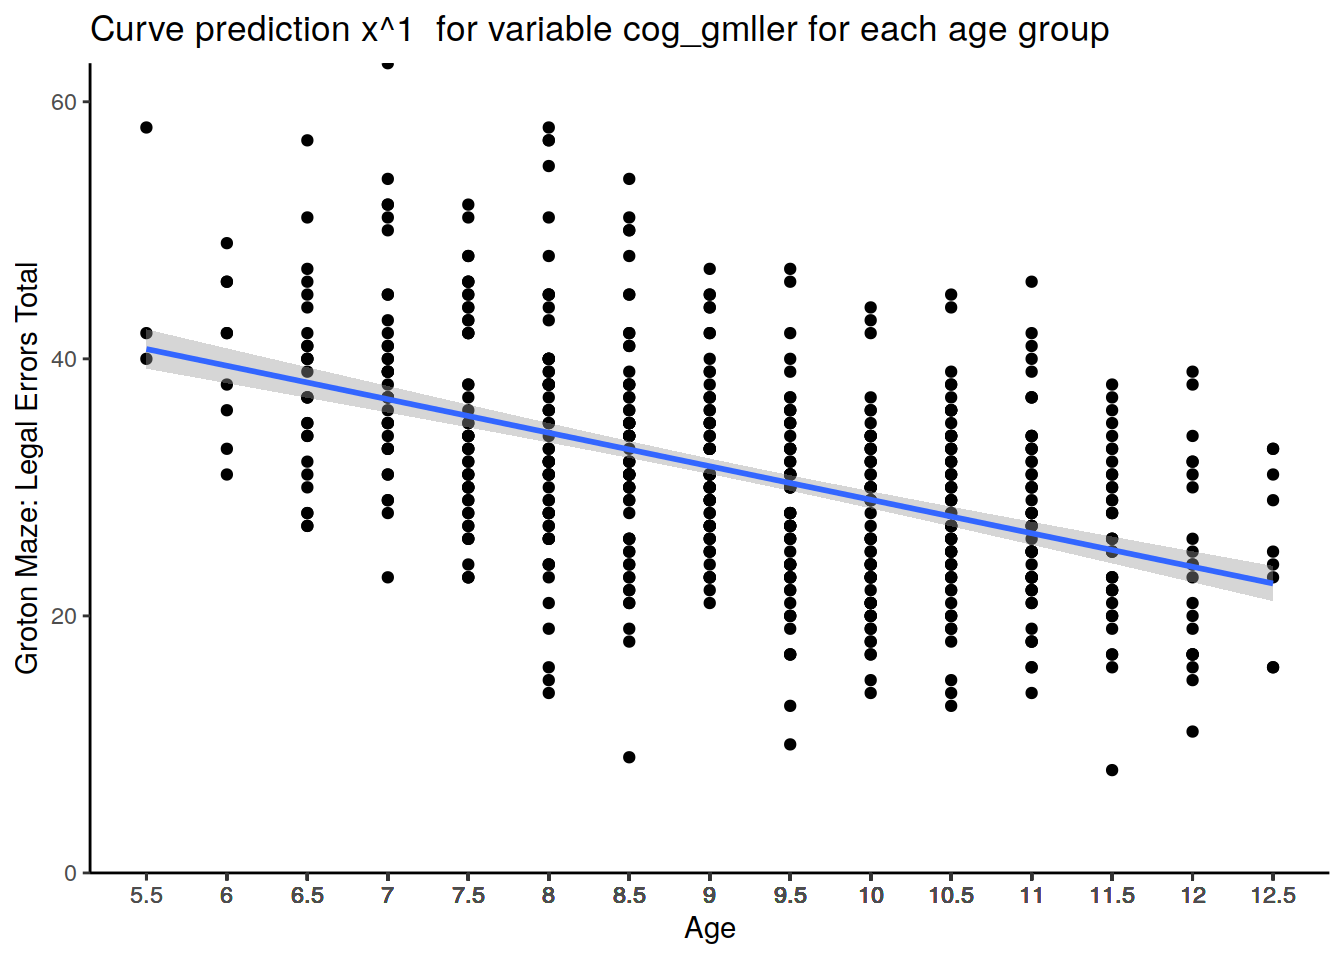 Curve prediction x^1  for variable cog_gmller for each age group
Groton Maze: Legal Errors Total
60
40
20
0
5.5 6 6.5 7 7.5 8 8.5 9 9.5 10 10.5 11 11.5 12 12.5
Age